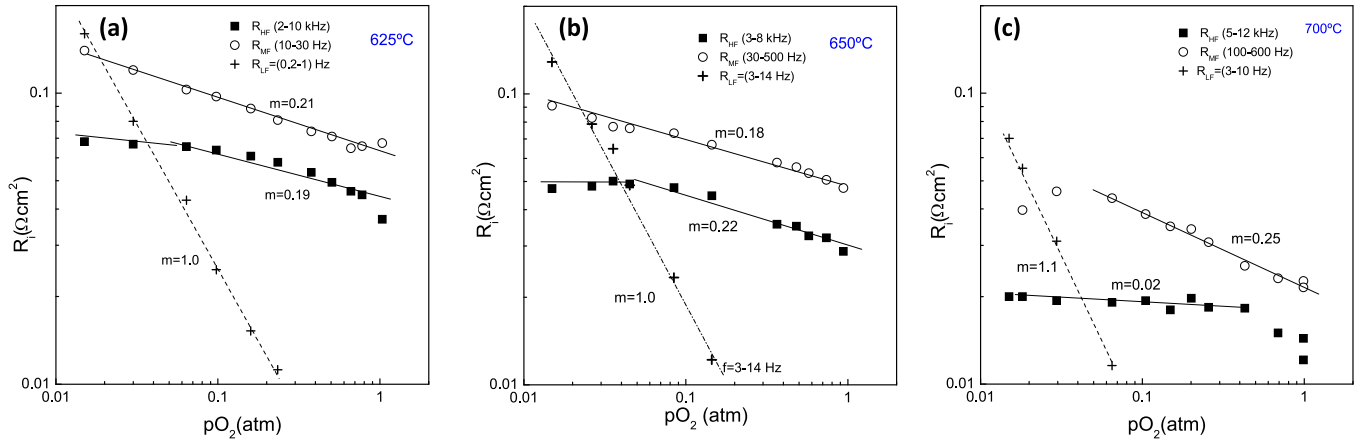 (a)
625ºC
R_HF (2-10 kHz)
R_MF (10-30 Hz)
R_LF=(0,2-1) Hz)
m=0.21
m=0.19
m=1.0
0.1
0.01
R_i(Ωcm²)
0.01
0.1
1
pO₂(atm)
(b)
650ºC
R_HF (3-8 kHz)
R_MF (30-500 Hz)
R_LF=(3-14) Hz)
m=0.18
m=0.22
m=1.0
f=3-14 Hz
0.1
0.01
R_i(Ωcm²)
0.01
0.1
1
pO₂ (atm)
(c)
700ºC
R_HF (5-12 kHz)
R_MF (100-600 Hz)
R_LF=(3-10) Hz)
m=0.25
m=1.1
m=0.02
0.1
0.01
R_i(Ωcm²)
0.01
0.1
1
pO₂(atm)